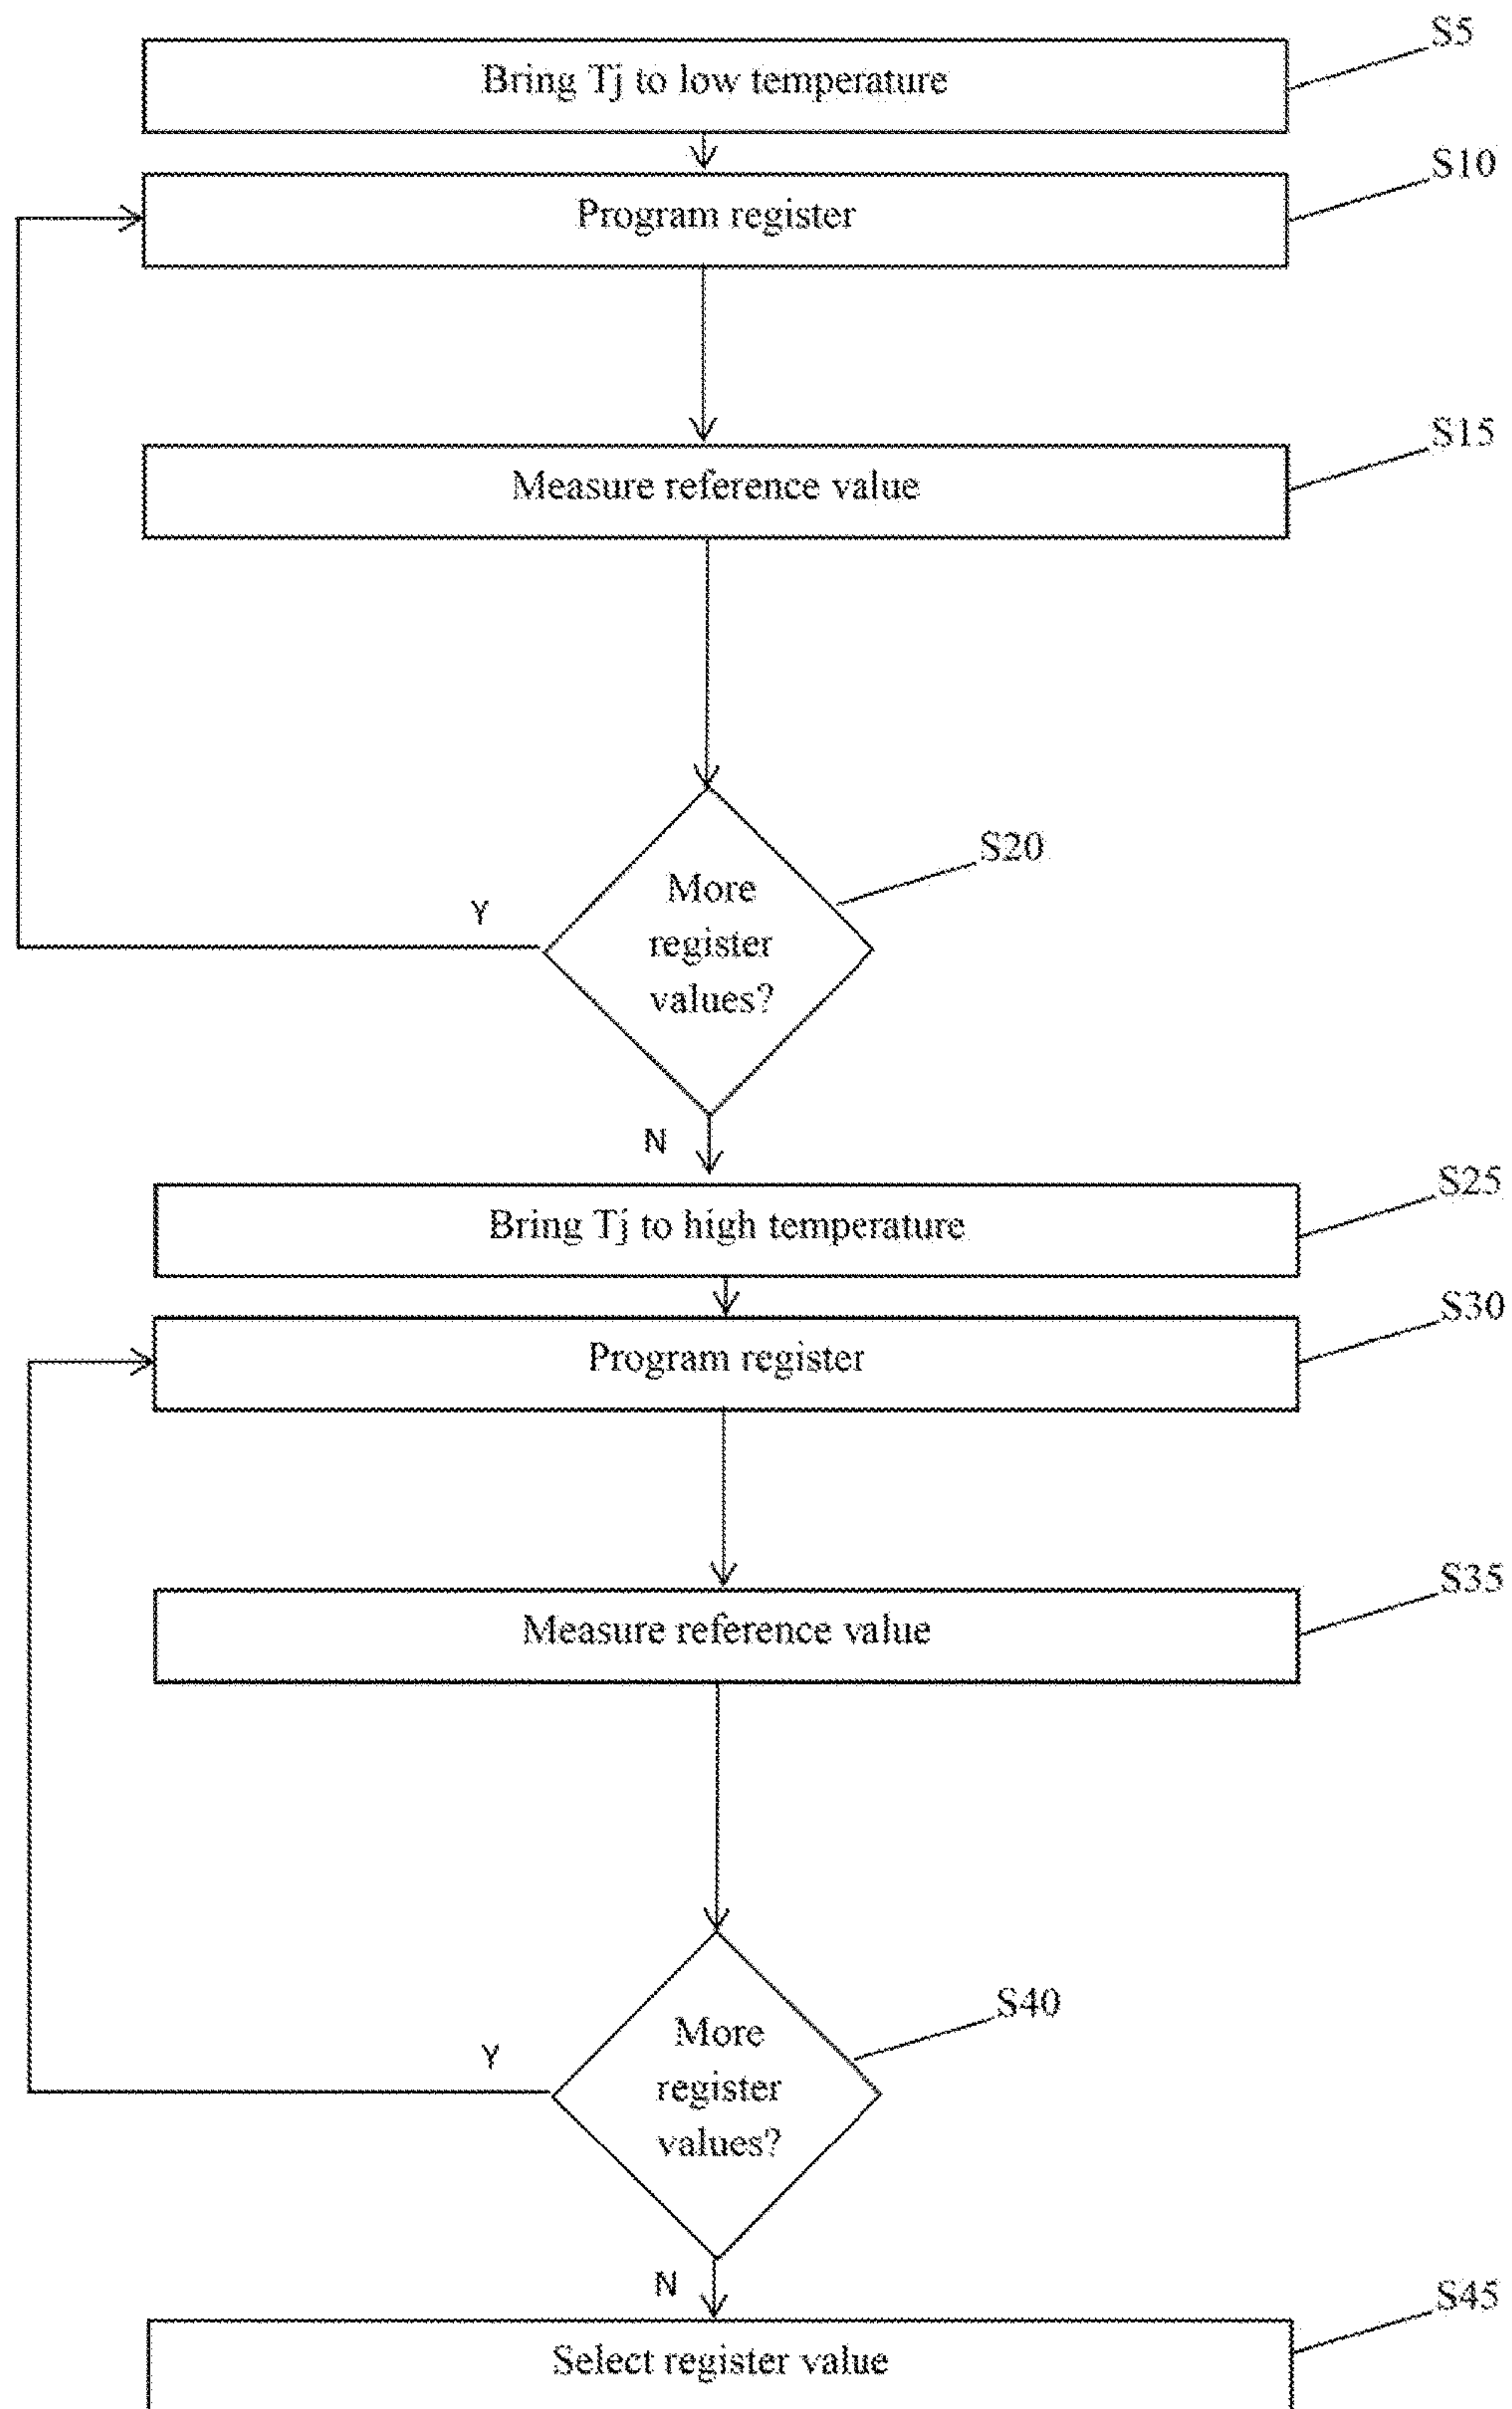 S5
Bring Tj to low temperature
S10
Program register
S15
Measure reference value
S20
More
register
values?
Y
N
S25
Bring Tj to high temperature
S30
Program register
S35
Measure reference value
S40
More
register
values?
Y
N
S45
Select register value